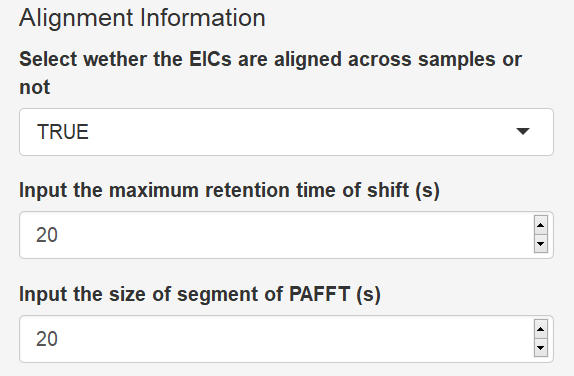 Alignment Information
Select wether the EICs are aligned across samples or
not
TRUE
Input the maximum retention time of shift (s)
20
Input the size of segment of PAFFT (s)
20